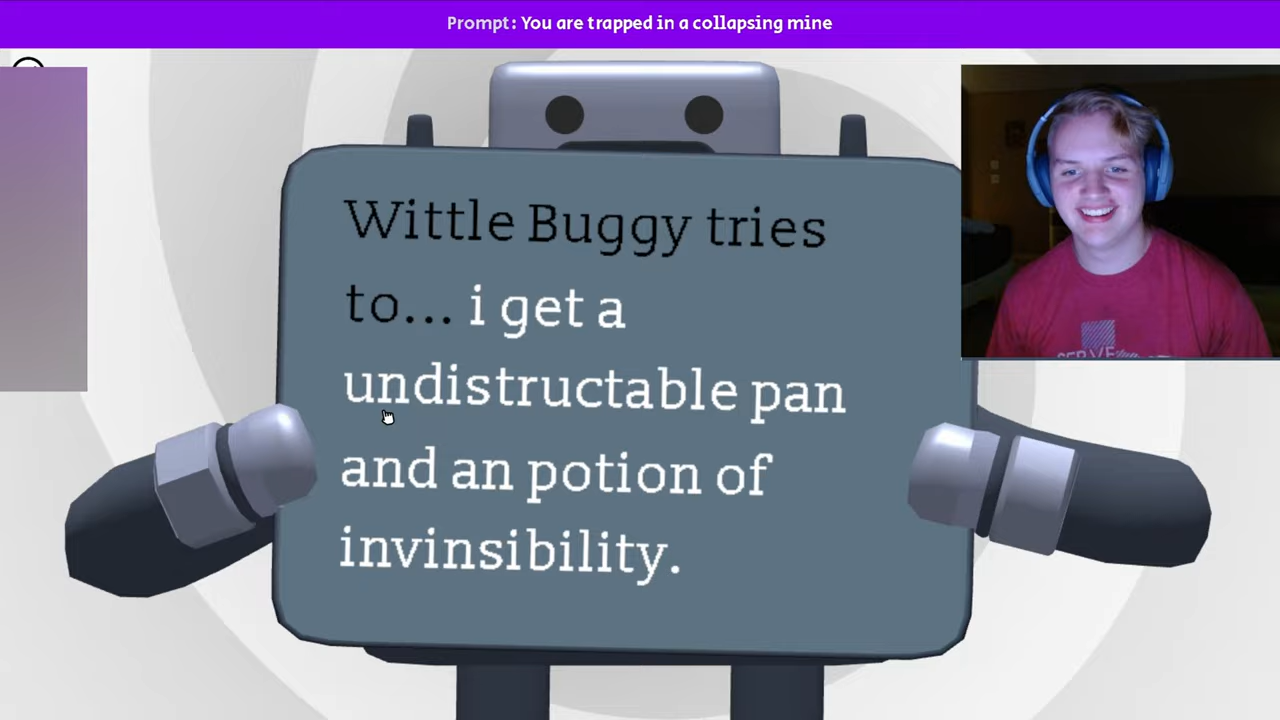 Prompt: You are trapped in a collapsing mine
Wittle Buggy tries
to... i get a
undistructable pan
and an potion of
invinsibility.
SERVE